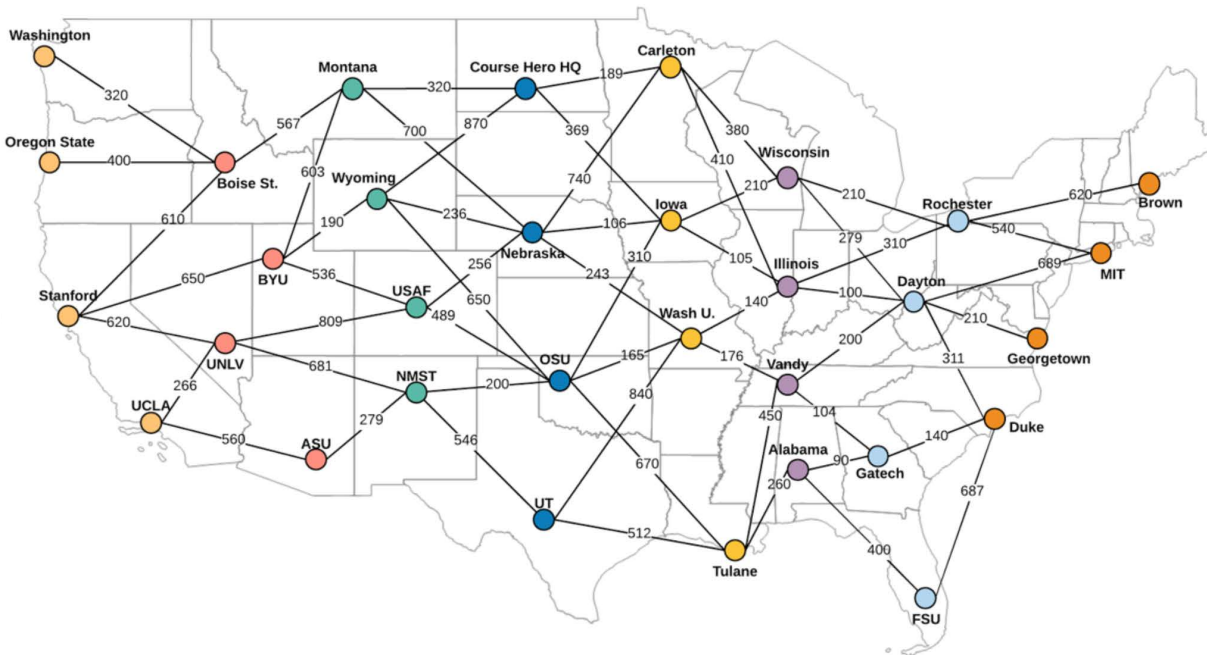 Washington
Montana
Course Hero HQ
Carleton
320
189
320
870
369
380
567
700
410
Oregon State
400
Boise St.
603
Wyoming
740
Wisconsin
210
210
Rochester
620
Brown
190
236
106
Iowa
610
279
310
540
MIT
650
BYU
536
256
Nebraska
310
105
Illinois
689
USAF
243
140
100
Dayton
Stanford
620
809
489
650
Wash U.
210
Georgetown
UNLV
681
OSU
165
176
Vandy
200
311
266
NMST
200
840
UCLA
279
450
104
Duke
560
ASU
546
Alabama
140
670
90
Gatech
260
687
UT
512
400
Tulane
FSU